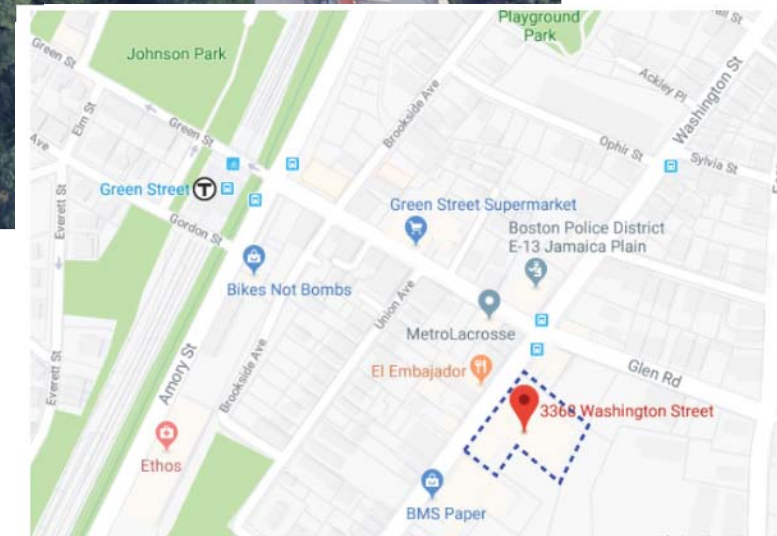 Playground
Park
Johnson Park
Green St
Washington St
Ackley Pl
Elm St
Ave
Green St
Brookside Ave
Ophir St
Sylvia St
Green Street T
Everett St
Gordon St
Green Street Supermarket
Boston Police District
E-13 Jamaica Plain
Bikes Not Bombs
Union Ave
MetroLacrosse
Glen Rd
El Embajador
Everett St
Amory St
Brookside Ave
3368 Washington Street
Ethos
BMS Paper